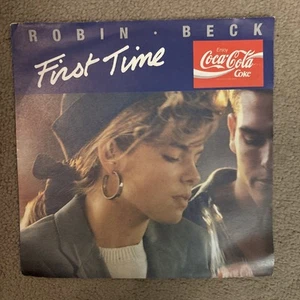 ROBIN · BECK
First Time
Enjoy
Coca-Cola
Coke